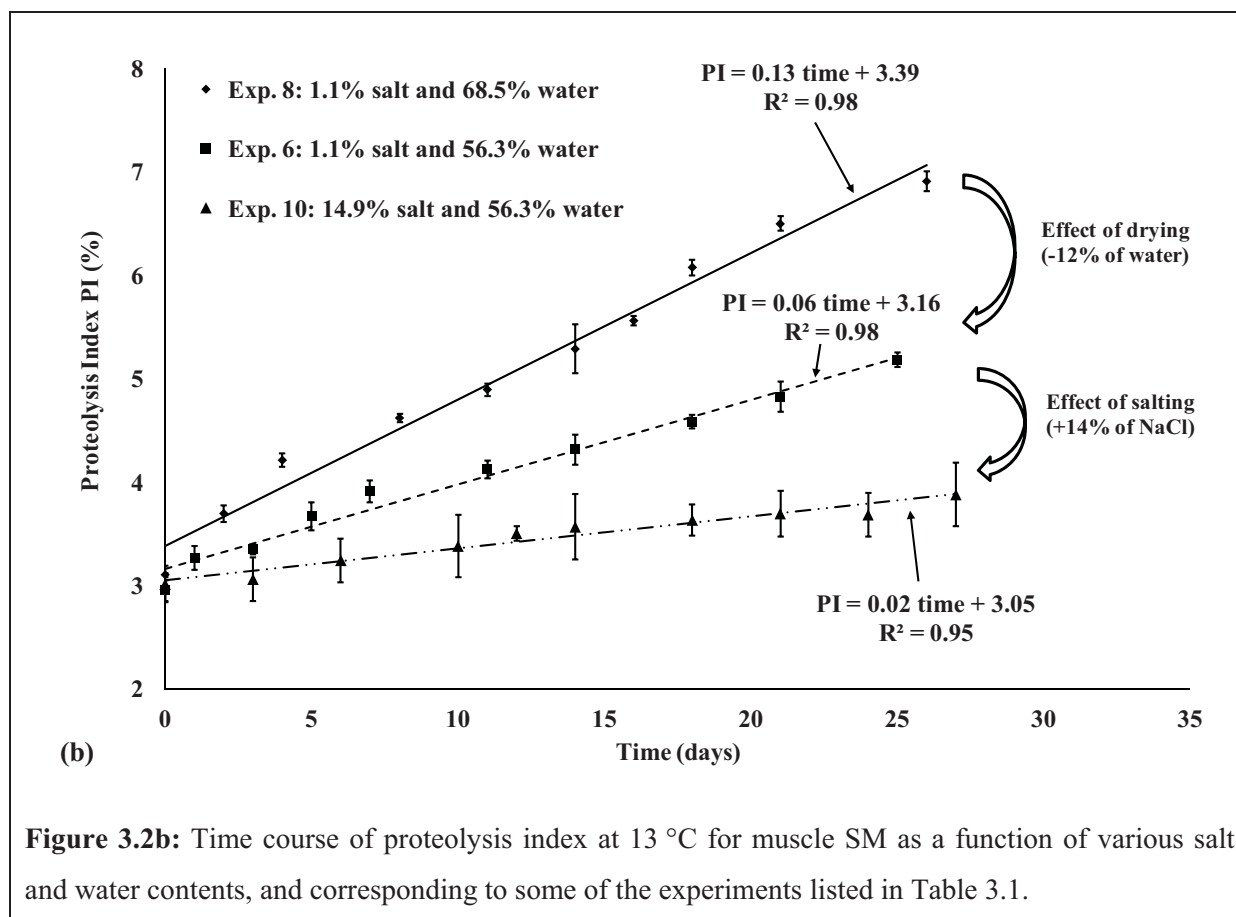 8
7
6
5
4
3
2
Proteolysis Index PI (%)
Exp. 8: 1.1% salt and 68.5% water
Exp. 6: 1.1% salt and 56.3% water
Exp. 10: 14.9% salt and 56.3% water
PI = 0.13 time + 3.39
R² = 0.98
Effect of drying
(-12% of water)
PI = 0.06 time + 3.16
R² = 0.98
Effect of salting
(+14% of NaCl)
PI = 0.02 time + 3.05
R² = 0.95
0 5 10 15 20 25 30 35
Time (days)
(b)
Figure 3.2b: Time course of proteolysis index at 13 °C for muscle SM as a function of various salt
and water contents, and corresponding to some of the experiments listed in Table 3.1.